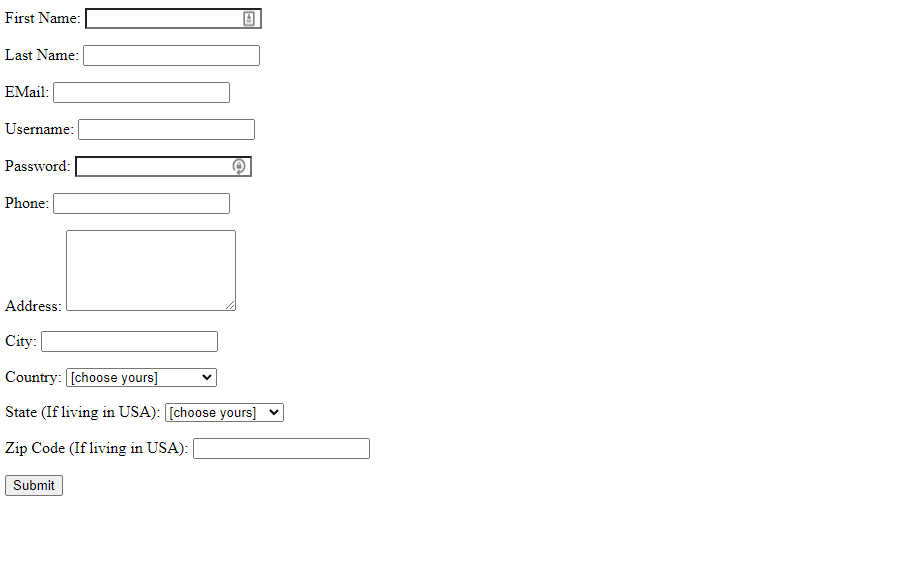 First Name:
Last Name:
EMail:
Username:
Password:
Phone:
Address:
City:
Country: [choose yours]
State (If living in USA): [choose yours]
Zip Code (If living in USA):
Submit